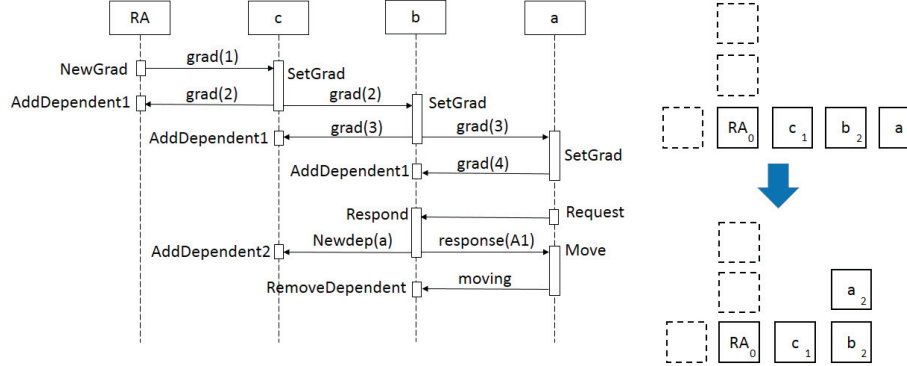 RA c b a
NewGrad grad(1) SetGrad
AddDependent1 grad(2) grad(2) SetGrad
AddDependent1 grad(3) grad(3) SetGrad
AddDependent1 grad(4)
Respond Request
AddDependent2 Newdep(a) response(A1) Move
RemoveDependent moving
RA0 c1 b2 a
a2
RA0 c1 b2